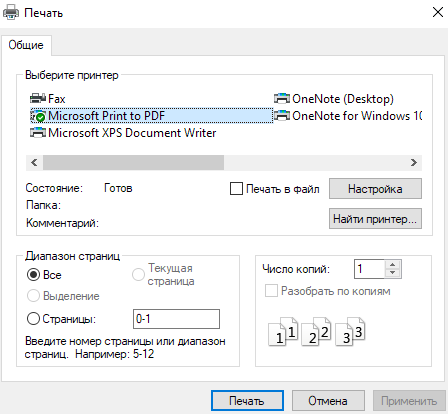 Печать
Общие
Выберите принтер
Fax
OneNote (Desktop)
Microsoft Print to PDF
OneNote for Windows 10
Microsoft XPS Document Writer
Состояние: Готов
Печать в файл
Настройка
Папка:
Комментарий:
Найти принтер...
Диапазон страниц
Все
Текущая
страница
Выделение
Страницы: 0-1
Введите номер страницы или диапазон
страниц. Например: 5-12
Число копий: 1
Разобрать по копиям
1 1 2 2 3 3
Печать
Отмена
Применить